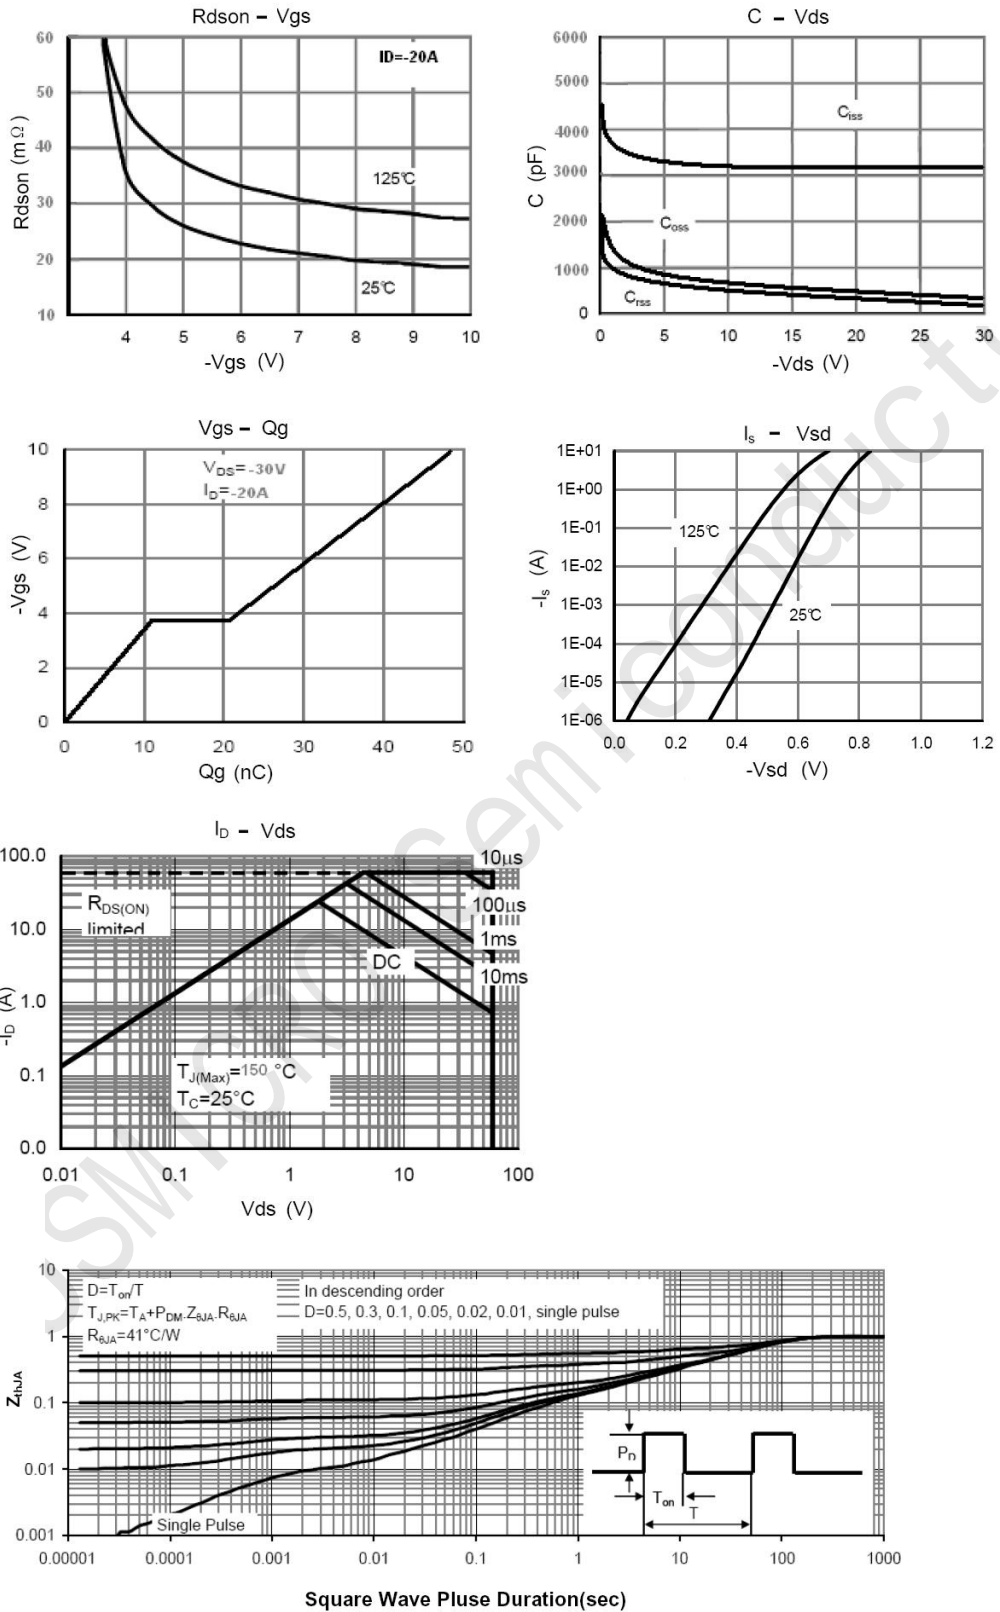 Rdson – Vgs
60
50
40
30
20
10
Rdson (mΩ)
ID=-20A
125℃
25℃
4 5 6 7 8 9 10
-Vgs (V)
C – Vds
6000
5000
4000
3000
2000
1000
0
C (pF)
Ciss
Coss
Crss
0 5 10 15 20 25 30
-Vds (V)
Vgs – Qg
10
8
6
4
2
0
-Vgs (V)
VDS=-30V
ID=-20A
0 10 20 30 40 50
Qg (nC)
Is – Vsd
1E+01
1E+00
1E-01
1E-02
1E-03
1E-04
1E-05
1E-06
-Is (A)
125℃
25℃
0.0 0.2 0.4 0.6 0.8 1.0 1.2
-Vsd (V)
ID – Vds
100.0
10.0
1.0
0.1
0.0
-ID (A)
RDS(ON)
limited
10μs
100μs
1ms
10ms
DC
TJ(Max)=150 °C
TC=25°C
0.01 0.1 1 10 100
Vds (V)
10
1
0.1
0.01
0.001
ZthJA
D=Ton/T
TJ,PK=TA+PDM.ZθJA.RθJA
RθJA=41°C/W
In descending order
D=0.5, 0.3, 0.1, 0.05, 0.02, 0.01, single pulse
Single Pulse
PD
Ton
T
0.00001 0.0001 0.001 0.01 0.1 1 10 100 1000
Square Wave Pluse Duration(sec)
JSMICRO Semiconduct